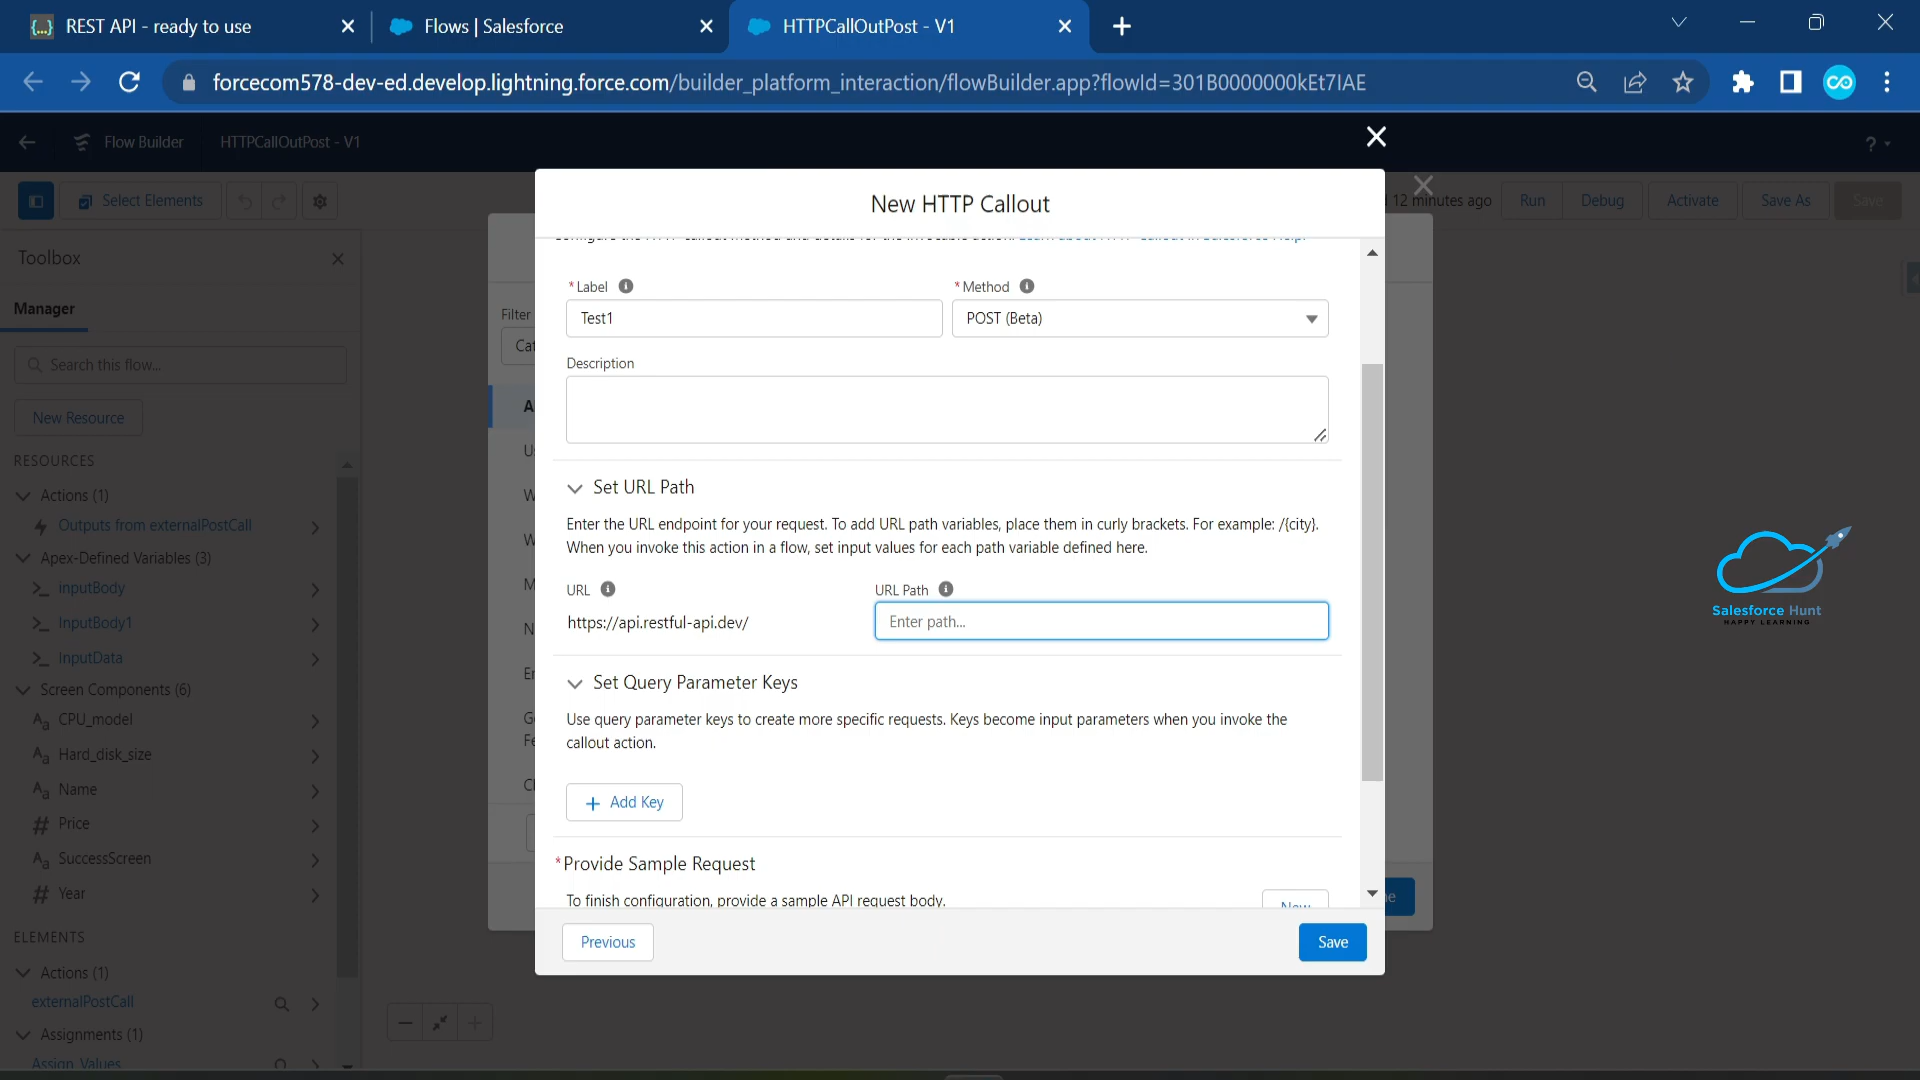 REST API - ready to use
Flows | Salesforce
HTTPCallOutPost - V1
forcecom578-dev-ed.develop.lightning.force.com/builder_platform_interaction/flowBuilder.app?flowId=301B0000000kEt7IAE
Flow Builder
HTTPCallOutPost - V1
?
Select Elements
12 minutes ago
Run
Debug
Activate
Save As
Save
New HTTP Callout
Toolbox
Manager
Search this flow...
New Resource
RESOURCES
Actions (1)
Outputs from externalPostCall
Apex-Defined Variables (3)
inputBody
InputBody1
InputData
Screen Components (6)
CPU_model
Hard_disk_size
Name
Price
SuccessScreen
Year
ELEMENTS
Actions (1)
externalPostCall
Assignments (1)
Assign Values
Filter
* Label
* Method
Test1
POST (Beta)
Description
Set URL Path
Enter the URL endpoint for your request. To add URL path variables, place them in curly brackets. For example: /{city}.
When you invoke this action in a flow, set input values for each path variable defined here.
URL
URL Path
https://api.restful-api.dev/
Enter path...
Set Query Parameter Keys
Use query parameter keys to create more specific requests. Keys become input parameters when you invoke the
callout action.
+ Add Key
* Provide Sample Request
To finish configuration, provide a sample API request body.
New
Previous
Save
Salesforce Hunt
HAPPY LEARNING